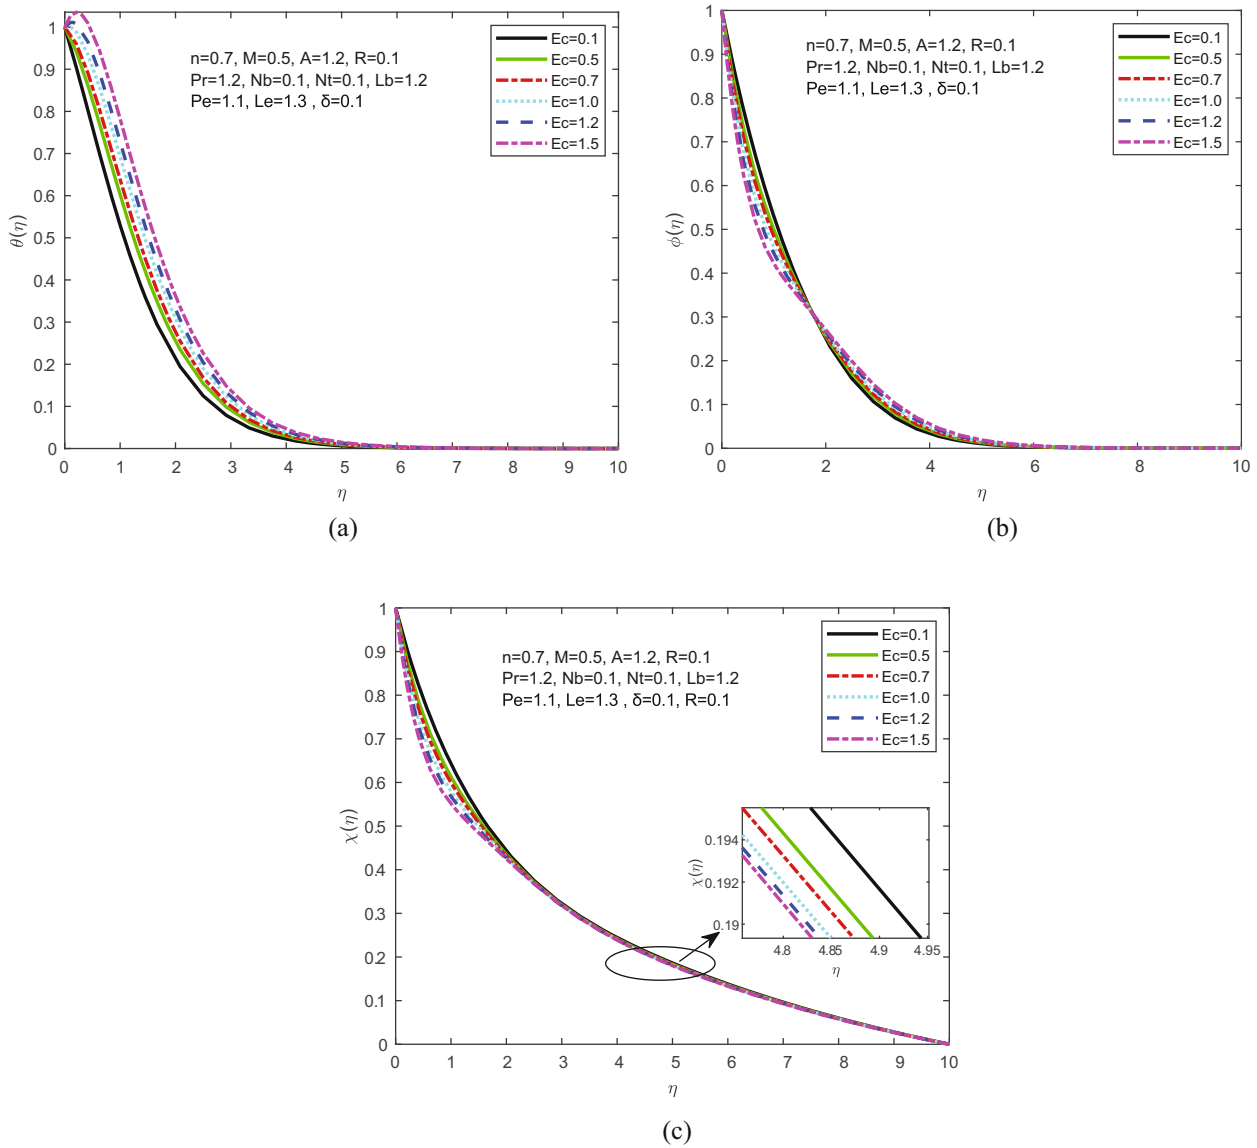 n=0.7, M=0.5, A=1.2, R=0.1
Pr=1.2, Nb=0.1, Nt=0.1, Lb=1.2
Pe=1.1, Le=1.3 , δ=0.1
Ec=0.1
Ec=0.5
Ec=0.7
Ec=1.0
Ec=1.2
Ec=1.5
θ(η)
1
0.9
0.8
0.7
0.6
0.5
0.4
0.3
0.2
0.1
0
0 1 2 3 4 5 6 7 8 9 10
η
(a)
n=0.7, M=0.5, A=1.2, R=0.1
Pr=1.2, Nb=0.1, Nt=0.1, Lb=1.2
Pe=1.1, Le=1.3 , δ=0.1
Ec=0.1
Ec=0.5
Ec=0.7
Ec=1.0
Ec=1.2
Ec=1.5
ϕ(η)
1
0.9
0.8
0.7
0.6
0.5
0.4
0.3
0.2
0.1
0
0 2 4 6 8 10
η
(b)
n=0.7, M=0.5, A=1.2, R=0.1
Pr=1.2, Nb=0.1, Nt=0.1, Lb=1.2
Pe=1.1, Le=1.3 , δ=0.1, R=0.1
Ec=0.1
Ec=0.5
Ec=0.7
Ec=1.0
Ec=1.2
Ec=1.5
χ(η)
1
0.9
0.8
0.7
0.6
0.5
0.4
0.3
0.2
0.1
0
0 1 2 3 4 5 6 7 8 9 10
η
χ(η)
0.194
0.192
0.19
4.8 4.85 4.9 4.95
η
(c)